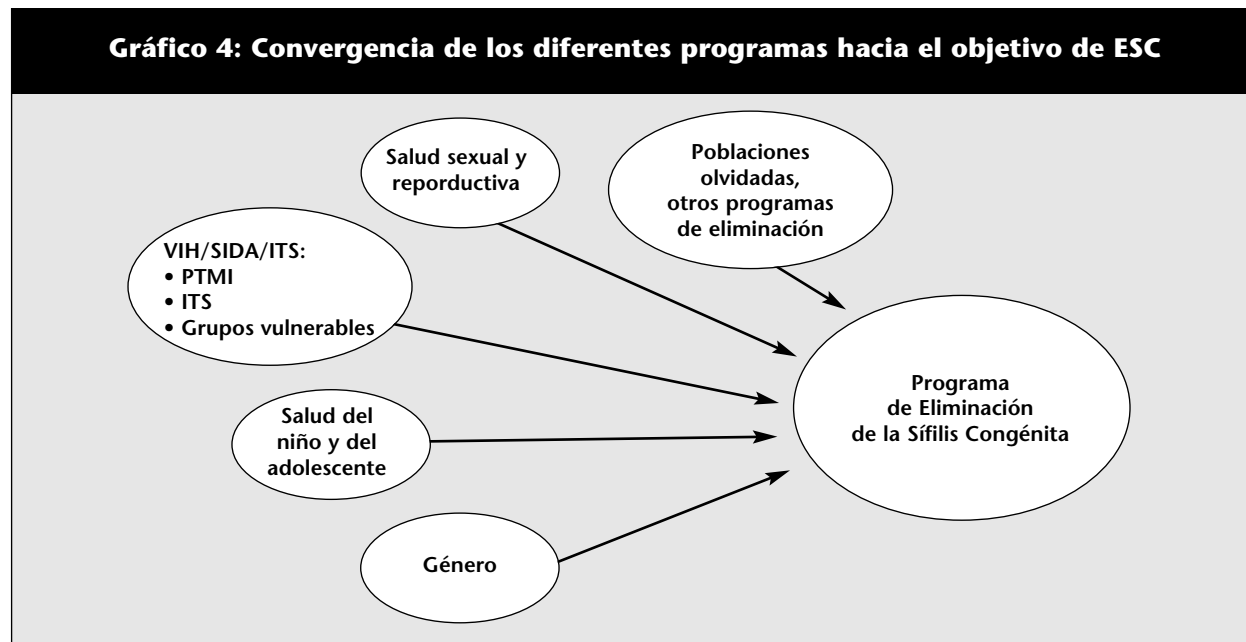 Gráfico 4: Convergencia de los diferentes programas hacia el objetivo de ESC
Salud sexual y
reporductiva
Poblaciones
olvidadas,
otros programas
de eliminación
VIH/SIDA/ITS:
• PTMI
• ITS
• Grupos vulnerables
Programa
de Eliminación
de la Sífilis Congénita
Salud del
niño y del
adolescente
Género